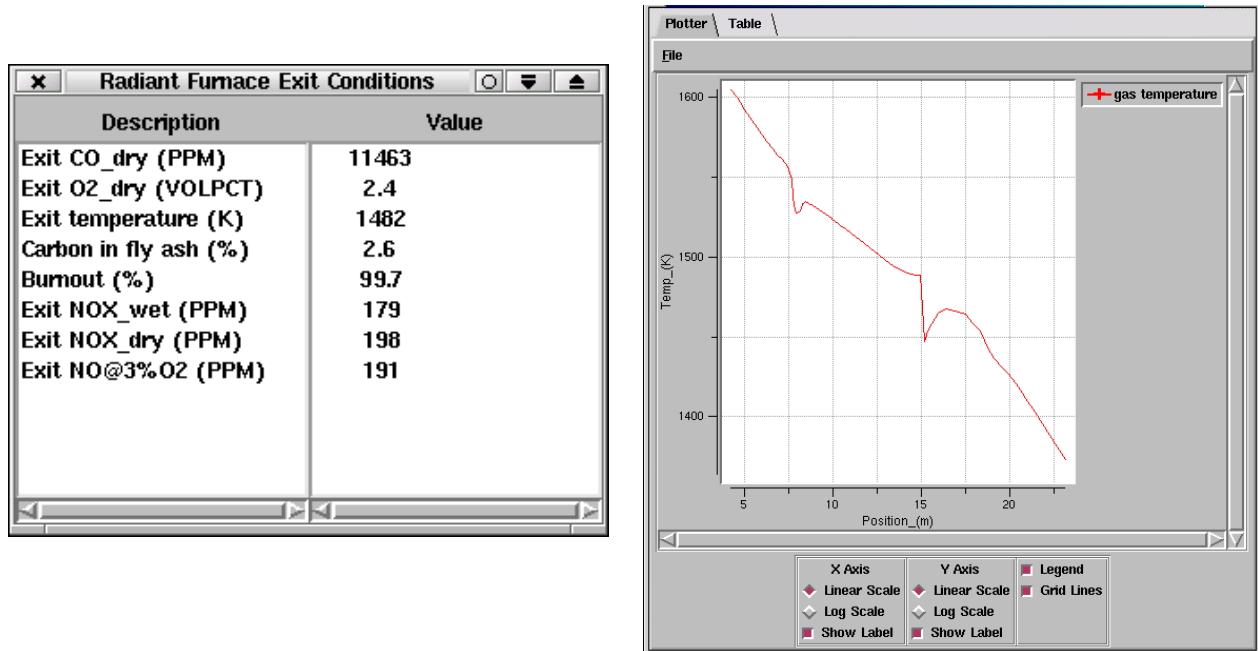 Radiant Furnace Exit Conditions
Description Value
Exit CO_dry (PPM) 11463
Exit O2_dry (VOLPCT) 2.4
Exit temperature (K) 1482
Carbon in fly ash (%) 2.6
Burnout (%) 99.7
Exit NOX_wet (PPM) 179
Exit NOX_dry (PPM) 198
Exit NO@3%O2 (PPM) 191
Plotter Table
File
gas temperature
1600
1500
1400
Temp_(K)
5 10 15 20
Position_(m)
X Axis Y Axis Legend
Linear Scale Linear Scale Grid Lines
Log Scale Log Scale
Show Label Show Label